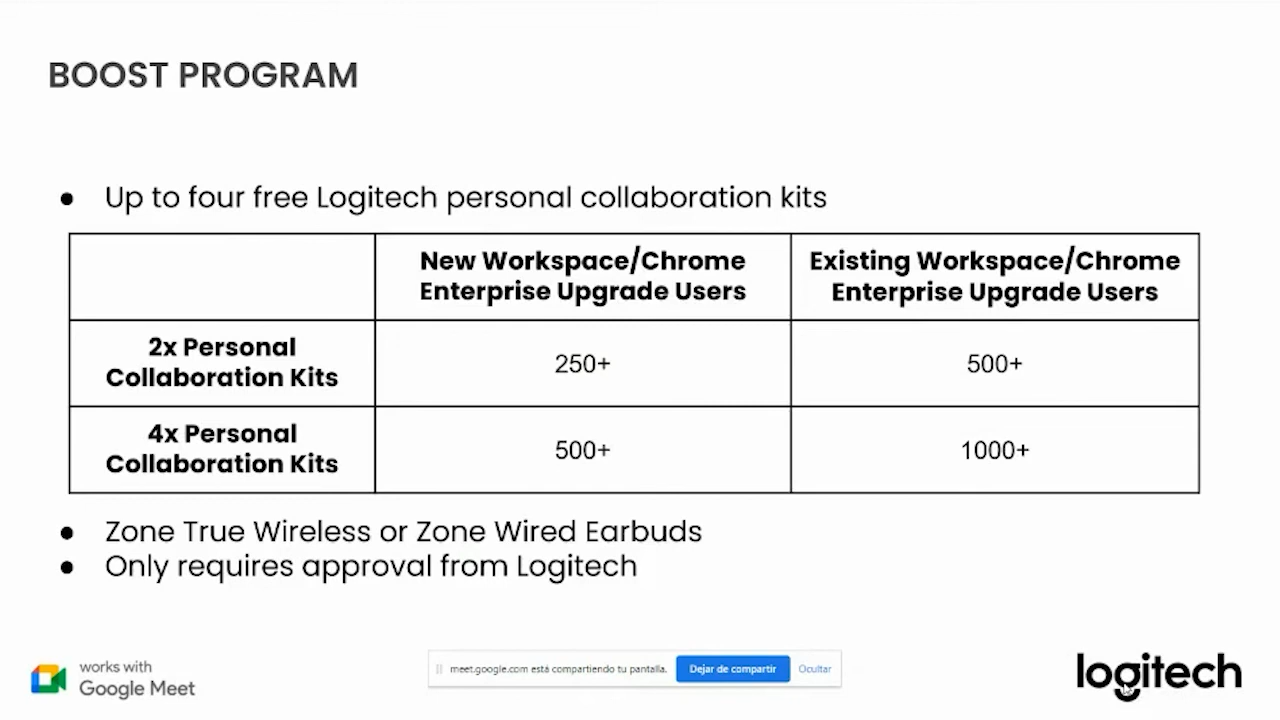 BOOST PROGRAM
● Up to four free Logitech personal collaboration kits
New Workspace/Chrome
Enterprise Upgrade Users
Existing Workspace/Chrome
Enterprise Upgrade Users
2x Personal
Collaboration Kits
250+
500+
4x Personal
Collaboration Kits
500+
1000+
● Zone True Wireless or Zone Wired Earbuds
● Only requires approval from Logitech
works with
Google Meet
meet.google.com está compartiendo tu pantalla.
Dejar de compartir
Ocultar
logitech